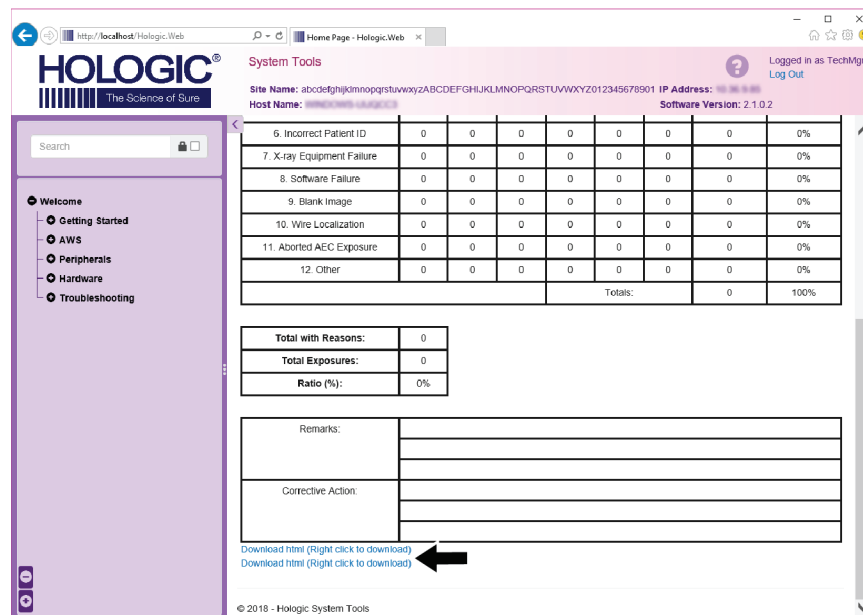 http://localhost/Hologic.Web
Home Page - Hologic.Web ×
HOLOGIC®
The Science of Sure
System Tools
Logged in as TechMgr
Log Out
Site Name: abcdefghijklmnopqrstuvwxyzABCDEFGHIJKLMNOPQRSTUVWXYZ012345678901 IP Address:
Host Name:
Software Version: 2.1.0.2
Search
Welcome
Getting Started
AWS
Peripherals
Hardware
Troubleshooting
6. Incorrect Patient ID 0 0 0 0 0 0 0 0%
7. X-ray Equipment Failure 0 0 0 0 0 0 0 0%
8. Software Failure 0 0 0 0 0 0 0 0%
9. Blank Image 0 0 0 0 0 0 0 0%
10. Wire Localization 0 0 0 0 0 0 0 0%
11. Aborted AEC Exposure 0 0 0 0 0 0 0 0%
12. Other 0 0 0 0 0 0 0 0%
Totals: 0 100%
Total with Reasons: 0
Total Exposures: 0
Ratio (%): 0%
Remarks:
Corrective Action:
Download html (Right click to download)
Download html (Right click to download)
© 2018 - Hologic System Tools